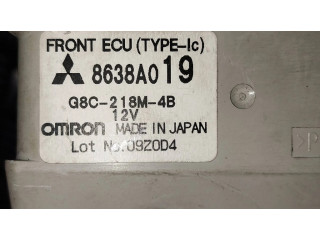 FRONT ECU (TYPE-Ic)
8638A019
G8C-218M-4B
12V
OMRON MADE IN JAPAN
Lot No.09Z0D4
>P